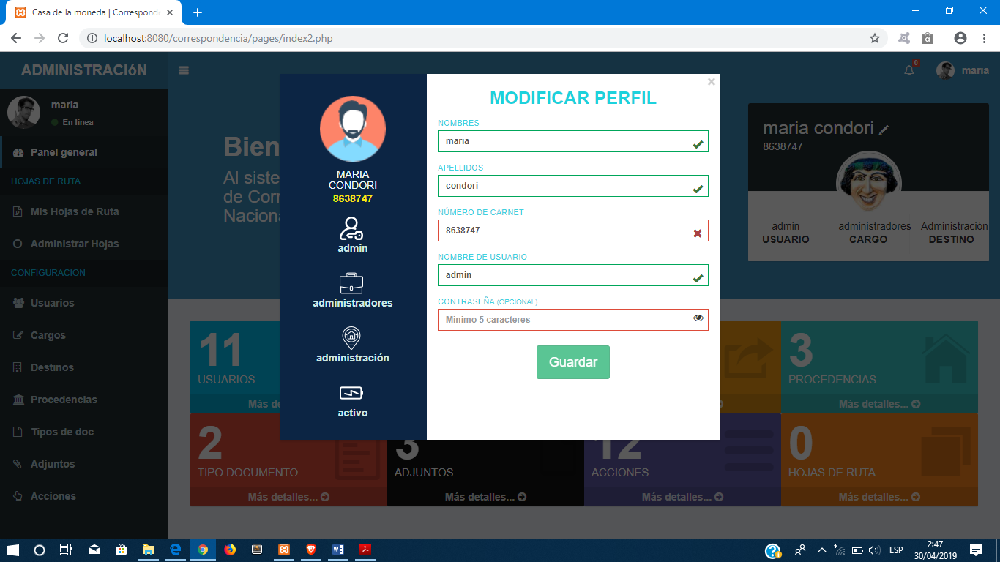 Casa de la moneda | Corresponde
localhost:8080/correspondencia/pages/index2.php
ADMINISTRACIóN
0
maria
maria
En linea
Panel general
HOJAS DE RUTA
Mis Hojas de Ruta
Administrar Hojas
CONFIGURACION
Usuarios
Cargos
Destinos
Procedencias
Tipos de doc
Adjuntos
Acciones
Bien
Al siste
de Corr
Naciona
MARIA
CONDORI
8638747
admin
administradores
administración
activo
×
MODIFICAR PERFIL
NOMBRES
maria
APELLIDOS
condori
NÚMERO DE CARNET
8638747
NOMBRE DE USUARIO
admin
CONTRASEÑA (OPCIONAL)
Minimo 5 caracteres
Guardar
maria condori
8638747
admin administradores Administración
USUARIO CARGO DESTINO
11
USUARIOS
Más de
3
PROCEDENCIAS
Más detalles...
2
TIPO DOCUMENTO
Más detalles...
3
ADJUNTOS
Más detalles...
12
ACCIONES
Más detalles...
0
HOJAS DE RUTA
Más detalles...
ESP
2:47
30/04/2019